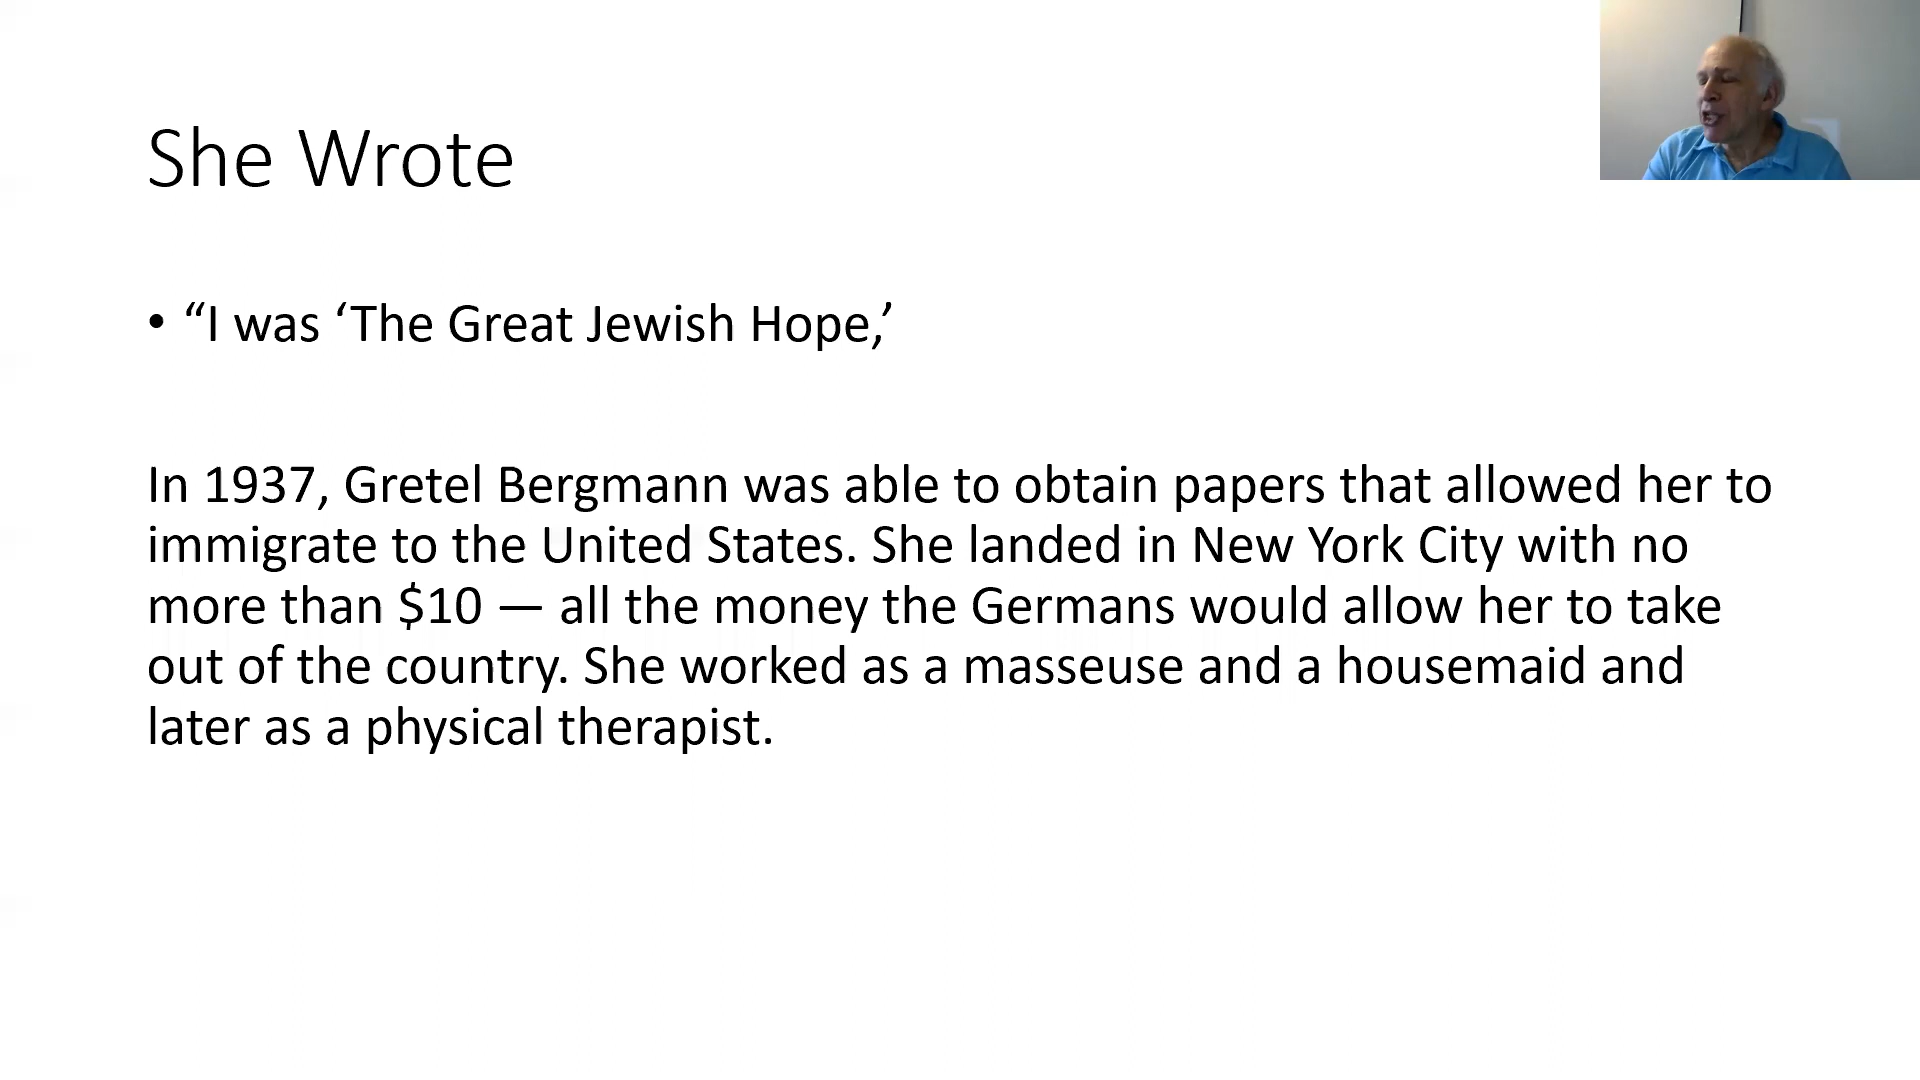 She Wrote
• “I was ‘The Great Jewish Hope,’
In 1937, Gretel Bergmann was able to obtain papers that allowed her to
immigrate to the United States. She landed in New York City with no
more than $10 — all the money the Germans would allow her to take
out of the country. She worked as a masseuse and a housemaid and
later as a physical therapist.